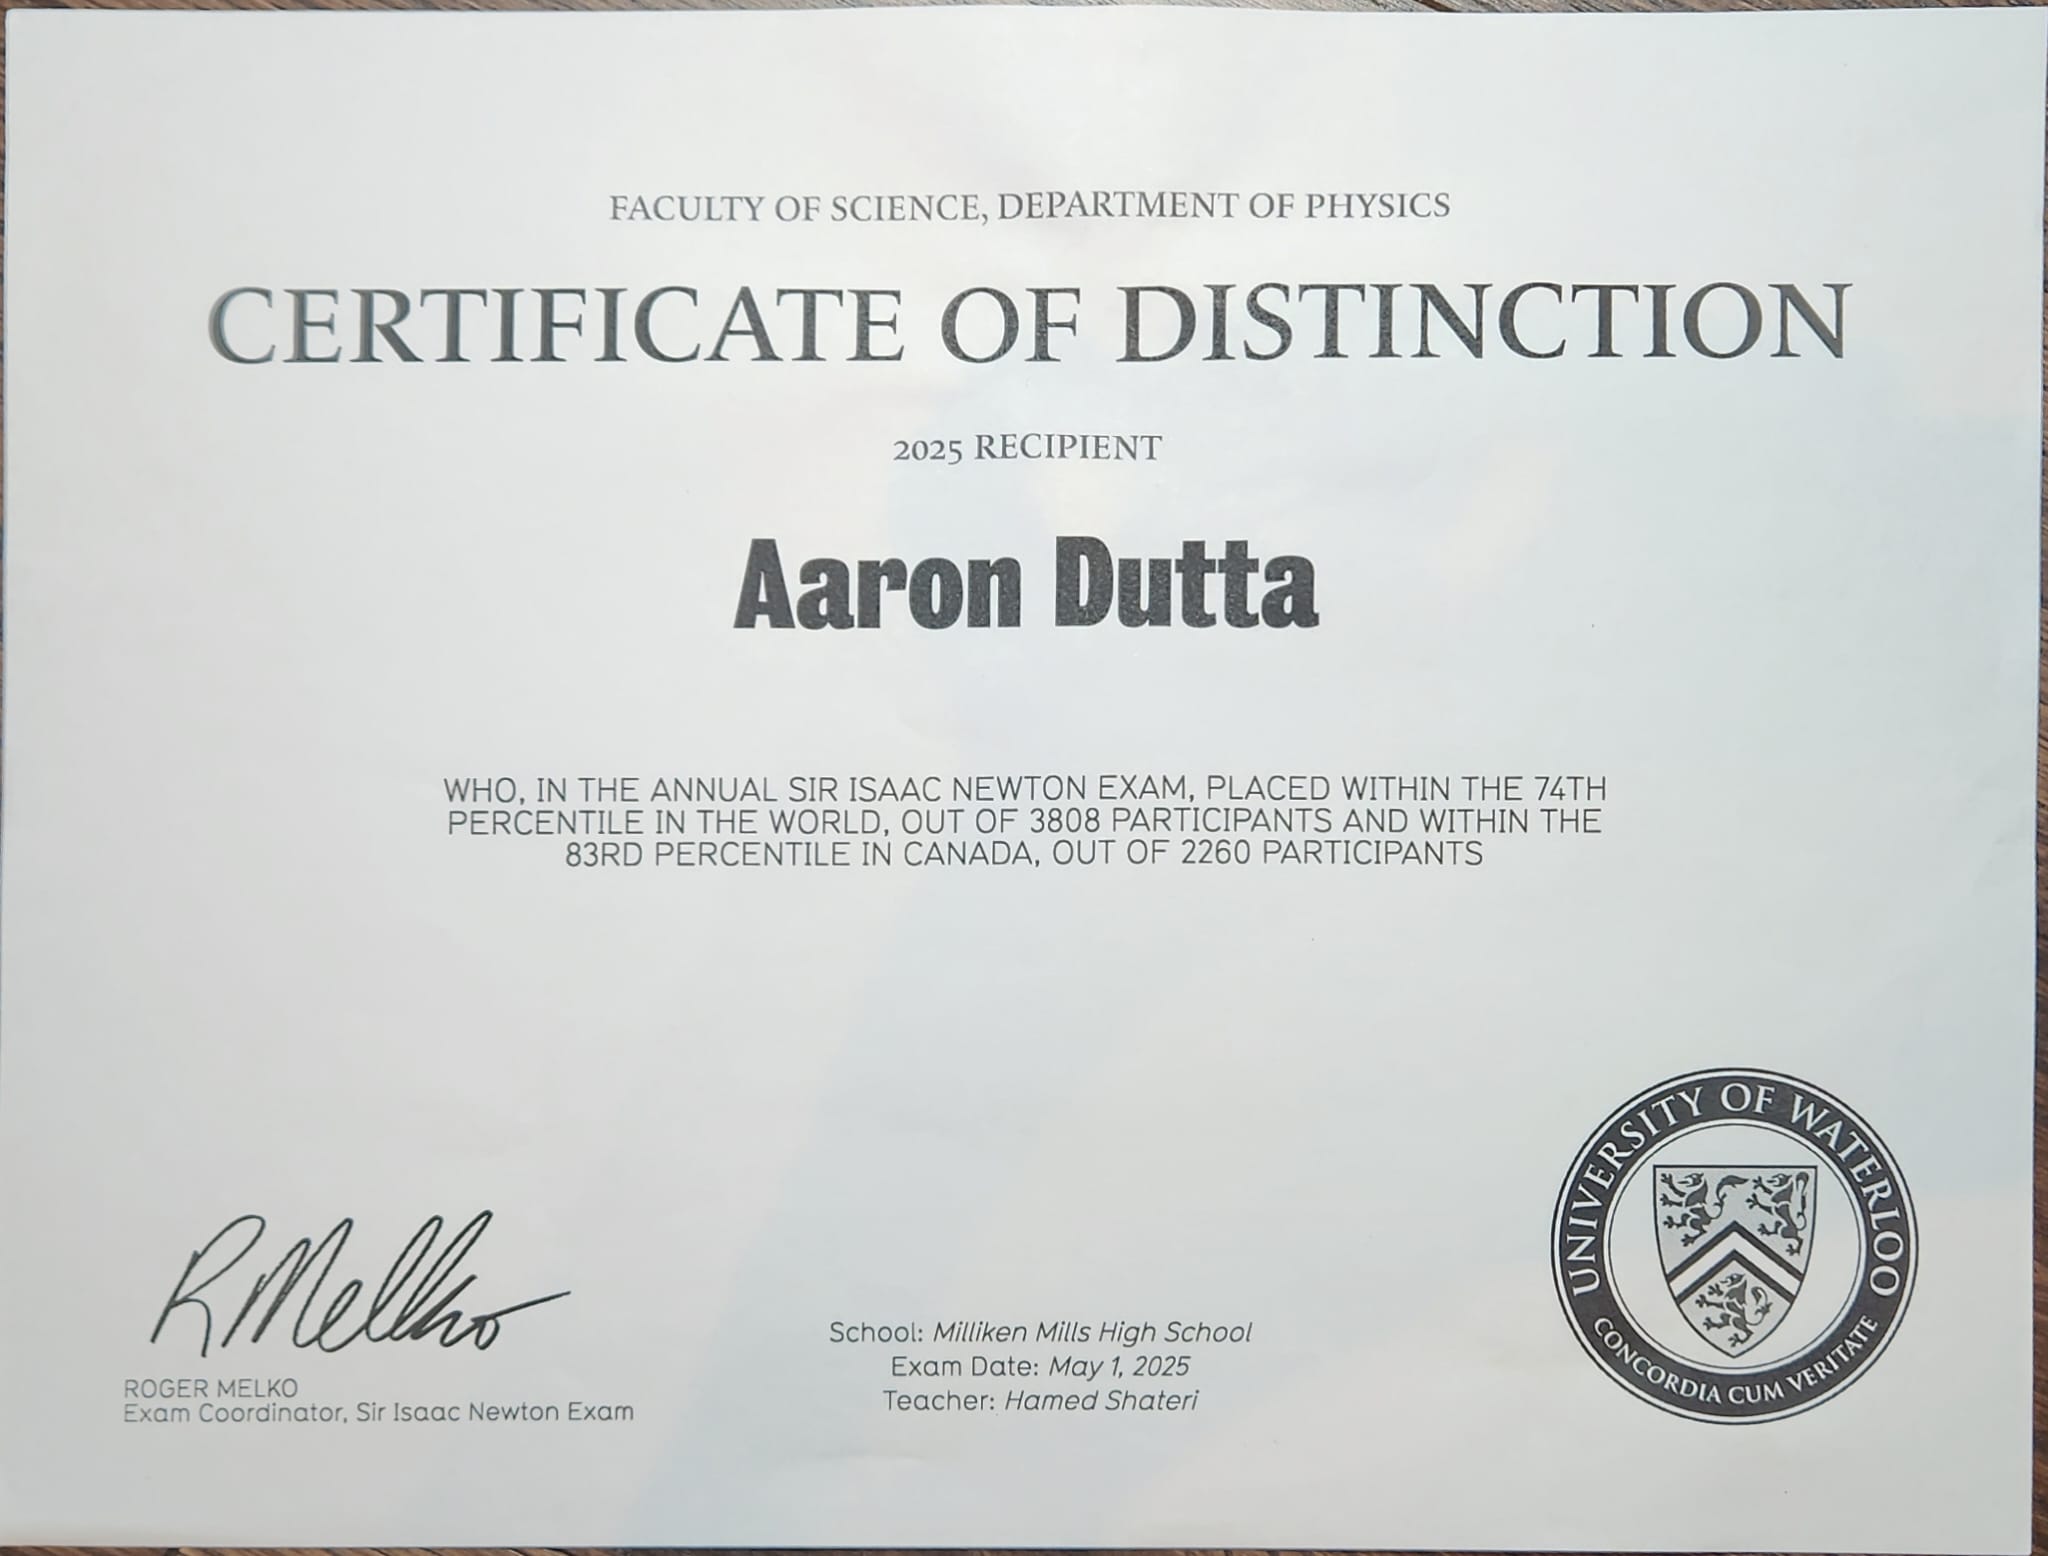 FACULTY OF SCIENCE, DEPARTMENT OF PHYSICS
CERTIFICATE OF DISTINCTION
2025 RECIPIENT
Aaron Dutta
WHO, IN THE ANNUAL SIR ISAAC NEWTON EXAM, PLACED WITHIN THE 74TH
PERCENTILE IN THE WORLD, OUT OF 3808 PARTICIPANTS AND WITHIN THE
83RD PERCENTILE IN CANADA, OUT OF 2260 PARTICIPANTS
R Melko
ROGER MELKO
Exam Coordinator, Sir Isaac Newton Exam
School: Milliken Mills High School
Exam Date: May 1, 2025
Teacher: Hamed Shateri
UNIVERSITY OF WATERLOO
CONCORDIA CUM VERITATE